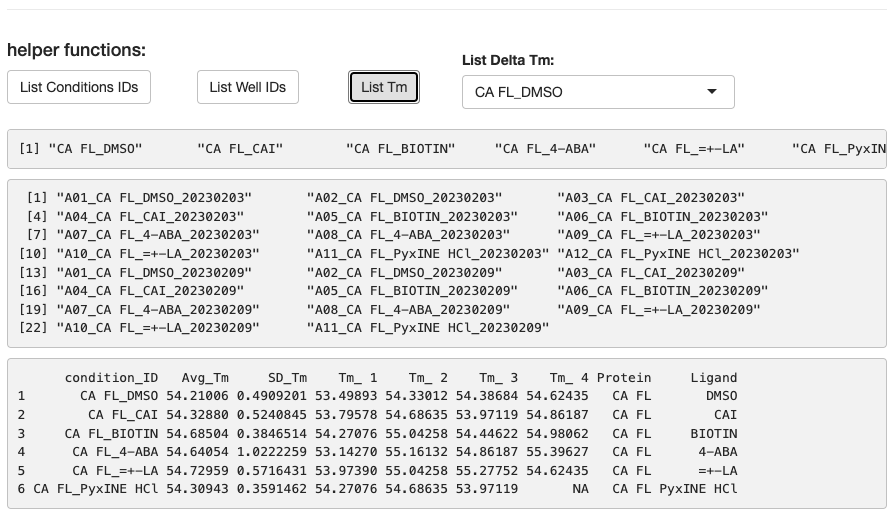 helper functions:
List Delta Tm:
List Conditions IDs List Well IDs List Tm CA FL_DMSO
[1] "CA FL_DMSO" "CA FL_CAI" "CA FL_BIOTIN" "CA FL_4-ABA" "CA FL_=+-LA" "CA FL_PyxIN
[1] "A01_CA FL_DMSO_20230203" "A02_CA FL_DMSO_20230203" "A03_CA FL_CAI_20230203"
[4] "A04_CA FL_CAI_20230203" "A05_CA FL_BIOTIN_20230203" "A06_CA FL_BIOTIN_20230203"
[7] "A07_CA FL_4-ABA_20230203" "A08_CA FL_4-ABA_20230203" "A09_CA FL_=+-LA_20230203"
[10] "A10_CA FL_=+-LA_20230203" "A11_CA FL_PyxINE HCl_20230203" "A12_CA FL_PyxINE HCl_20230203"
[13] "A01_CA FL_DMSO_20230209" "A02_CA FL_DMSO_20230209" "A03_CA FL_CAI_20230209"
[16] "A04_CA FL_CAI_20230209" "A05_CA FL_BIOTIN_20230209" "A06_CA FL_BIOTIN_20230209"
[19] "A07_CA FL_4-ABA_20230209" "A08_CA FL_4-ABA_20230209" "A09_CA FL_=+-LA_20230209"
[22] "A10_CA FL_=+-LA_20230209" "A11_CA FL_PyxINE HCl_20230209"
condition_ID Avg_Tm SD_Tm Tm_ 1 Tm_ 2 Tm_ 3 Tm_ 4 Protein Ligand
1 CA FL_DMSO 54.21006 0.4909201 53.49893 54.33012 54.38684 54.62435 CA FL DMSO
2 CA FL_CAI 54.32880 0.5240845 53.79578 54.68635 53.97119 54.86187 CA FL CAI
3 CA FL_BIOTIN 54.68504 0.3846514 54.27076 55.04258 54.44622 54.98062 CA FL BIOTIN
4 CA FL_4-ABA 54.64054 1.0222259 53.14270 55.16132 54.86187 55.39627 CA FL 4-ABA
5 CA FL_=+-LA 54.72959 0.5716431 53.97390 55.04258 55.27752 54.62435 CA FL =+-LA
6 CA FL_PyxINE HCl 54.30943 0.3591462 54.27076 54.68635 53.97119 NA CA FL PyxINE HCl